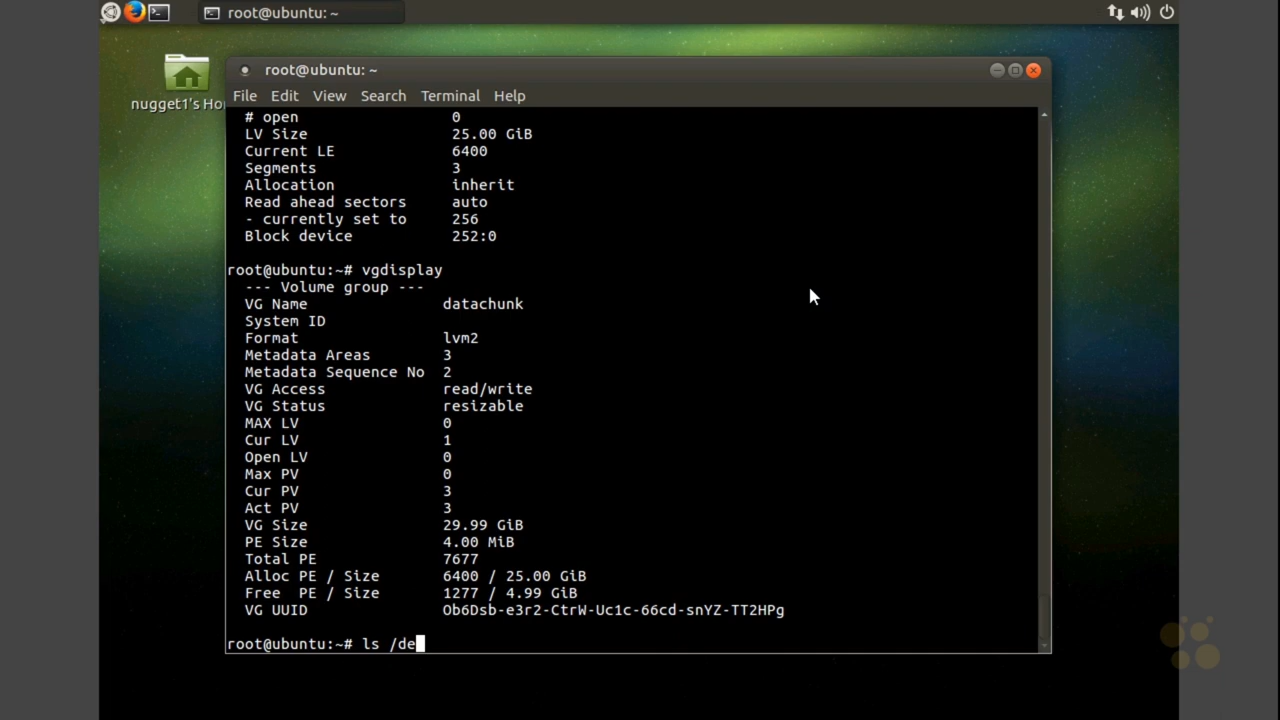 root@ubuntu: ~
nugget1's Ho
root@ubuntu: ~
File Edit View Search Terminal Help
# open 0
LV Size 25.00 GiB
Current LE 6400
Segments 3
Allocation inherit
Read ahead sectors auto
- currently set to 256
Block device 252:0
root@ubuntu:~# vgdisplay
--- Volume group ---
VG Name datachunk
System ID
Format lvm2
Metadata Areas 3
Metadata Sequence No 2
VG Access read/write
VG Status resizable
MAX LV 0
Cur LV 1
Open LV 0
Max PV 0
Cur PV 3
Act PV 3
VG Size 29.99 GiB
PE Size 4.00 MiB
Total PE 7677
Alloc PE / Size 6400 / 25.00 GiB
Free  PE / Size 1277 / 4.99 GiB
VG UUID Ob6Dsb-e3r2-CtrW-Uc1c-66cd-snYZ-TT2HPg
root@ubuntu:~# ls /de